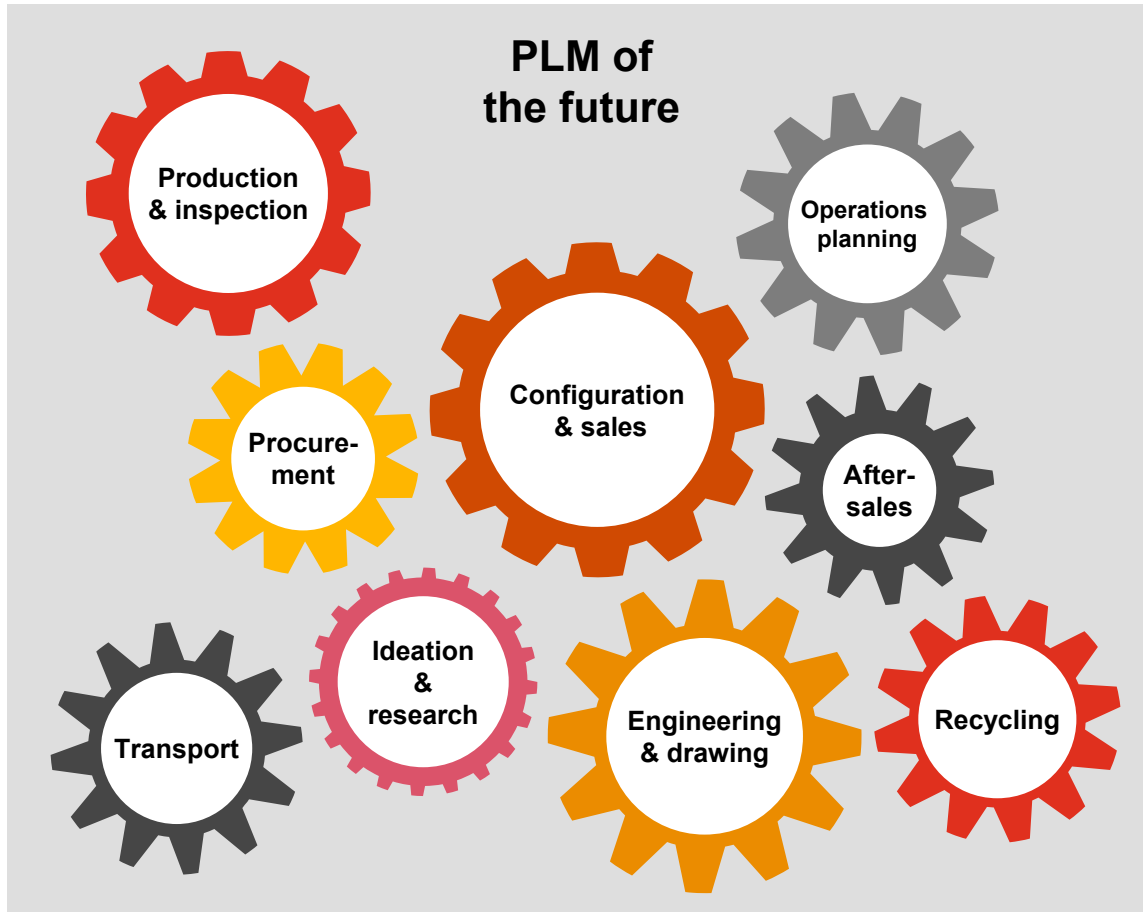 PLM of
the future
Production
& inspection
Operations
planning
Configuration
& sales
Procure-
ment
After-
sales
Ideation
&
research
Engineering
& drawing
Recycling
Transport